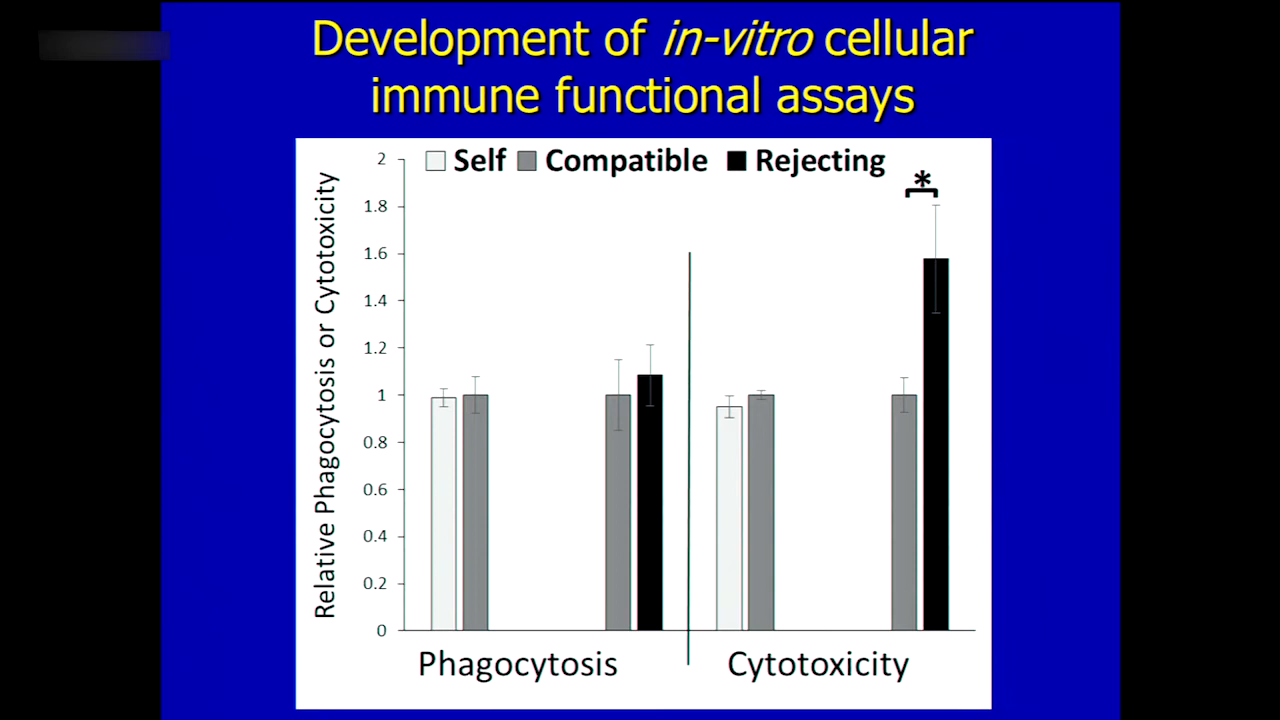 Development of in-vitro cellular
immune functional assays
Self Compatible Rejecting
*
Relative Phagocytosis or Cytotoxicity
2
1.8
1.6
1.4
1.2
1
0.8
0.6
0.4
0.2
0
Phagocytosis Cytotoxicity